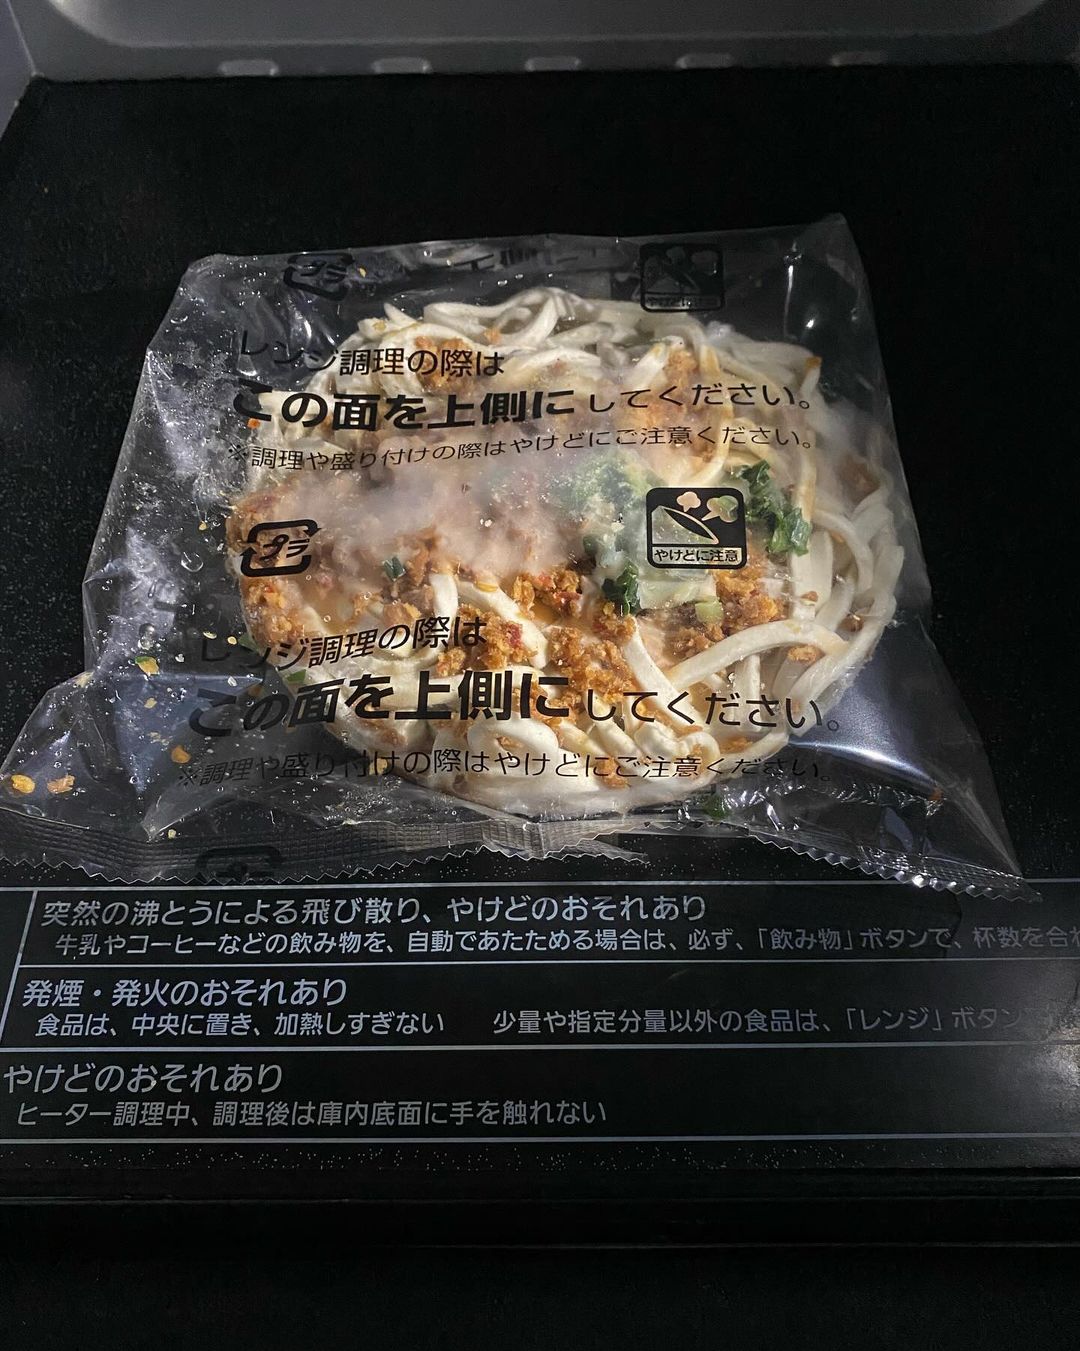 プラ
やけどに注意
レンジ調理の際は
この面を上側にしてください。
※調理や盛り付けの際はやけどにご注意ください。
プラ
やけどに注意
レンジ調理の際は
この面を上側にしてください。
※調理や盛り付けの際はやけどにご注意ください。
突然の沸とうによる飛び散り、やけどのおそれあり
牛乳やコーヒーなどの飲み物を、自動であたためる場合は、必ず、「飲み物」ボタンで、杯数を合わ
発煙・発火のおそれあり
食品は、中央に置き、加熱しすぎない 少量や指定分量以外の食品は、「レンジ」ボタン
やけどのおそれあり
ヒーター調理中、調理後は庫内底面に手を触れない